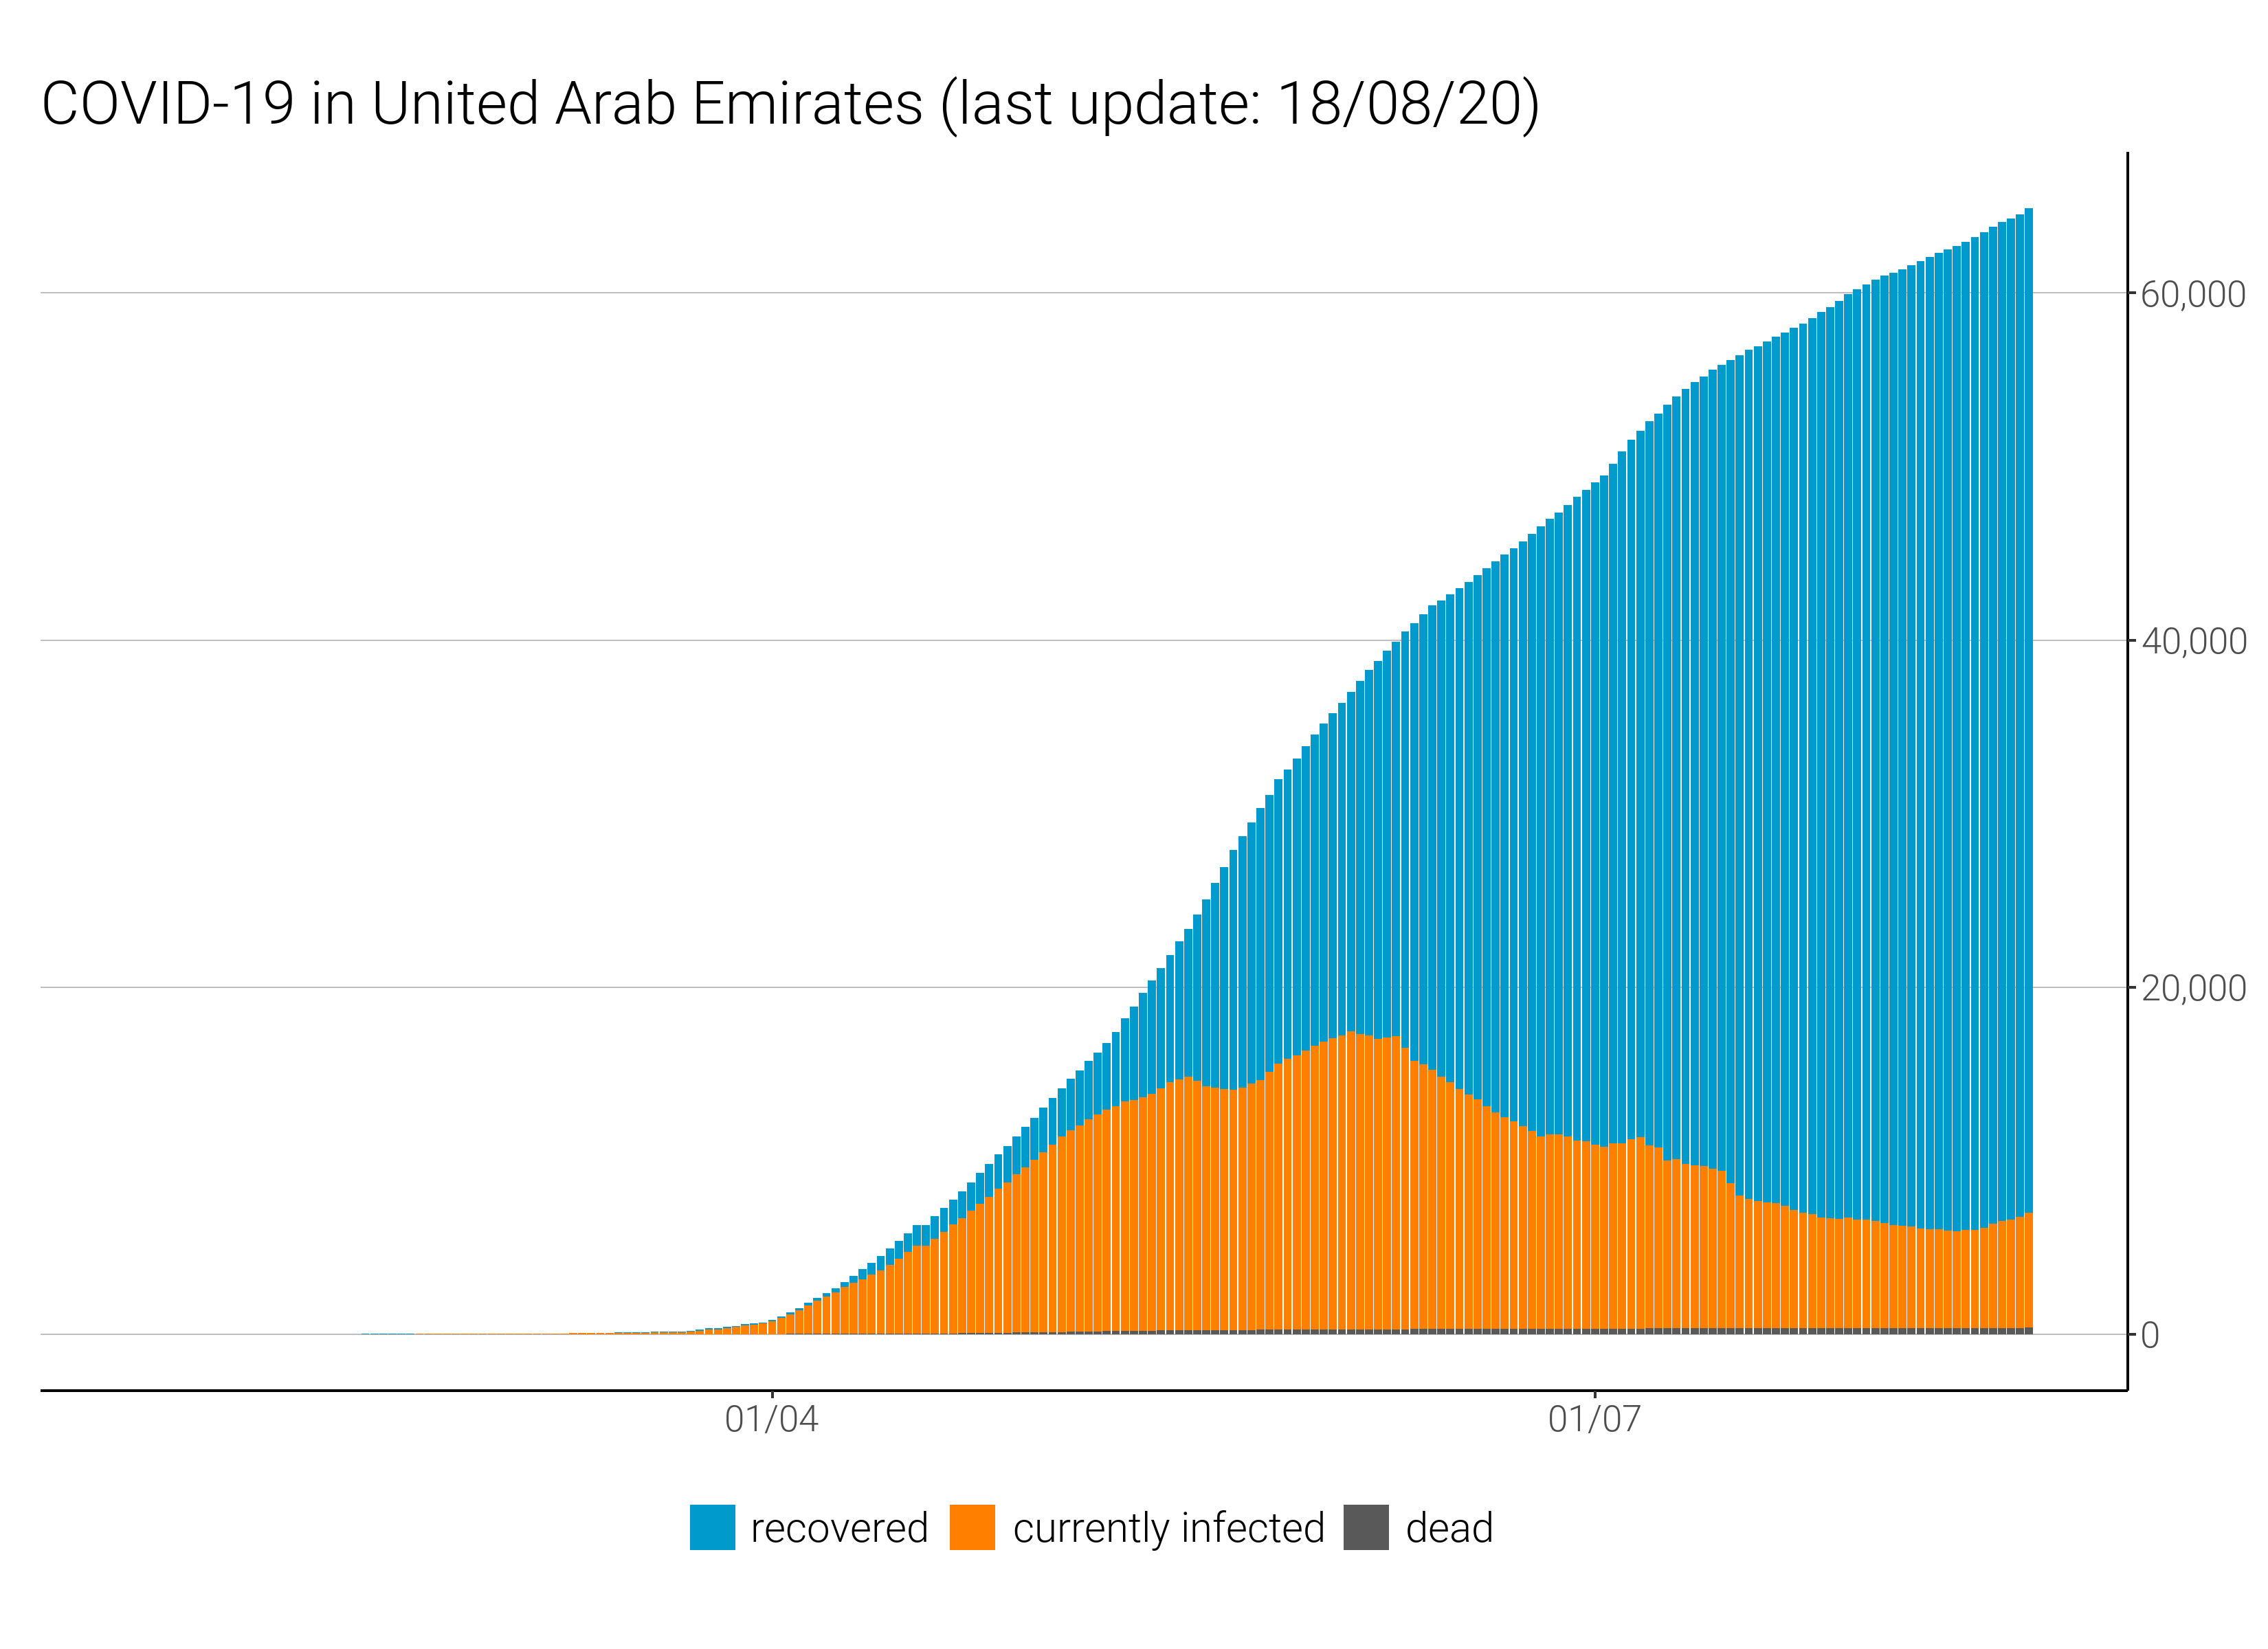 COVID-19 in United Arab Emirates (last update: 18/08/20)
60,000
40,000
20,000
0
01/04 01/07
recovered currently infected dead